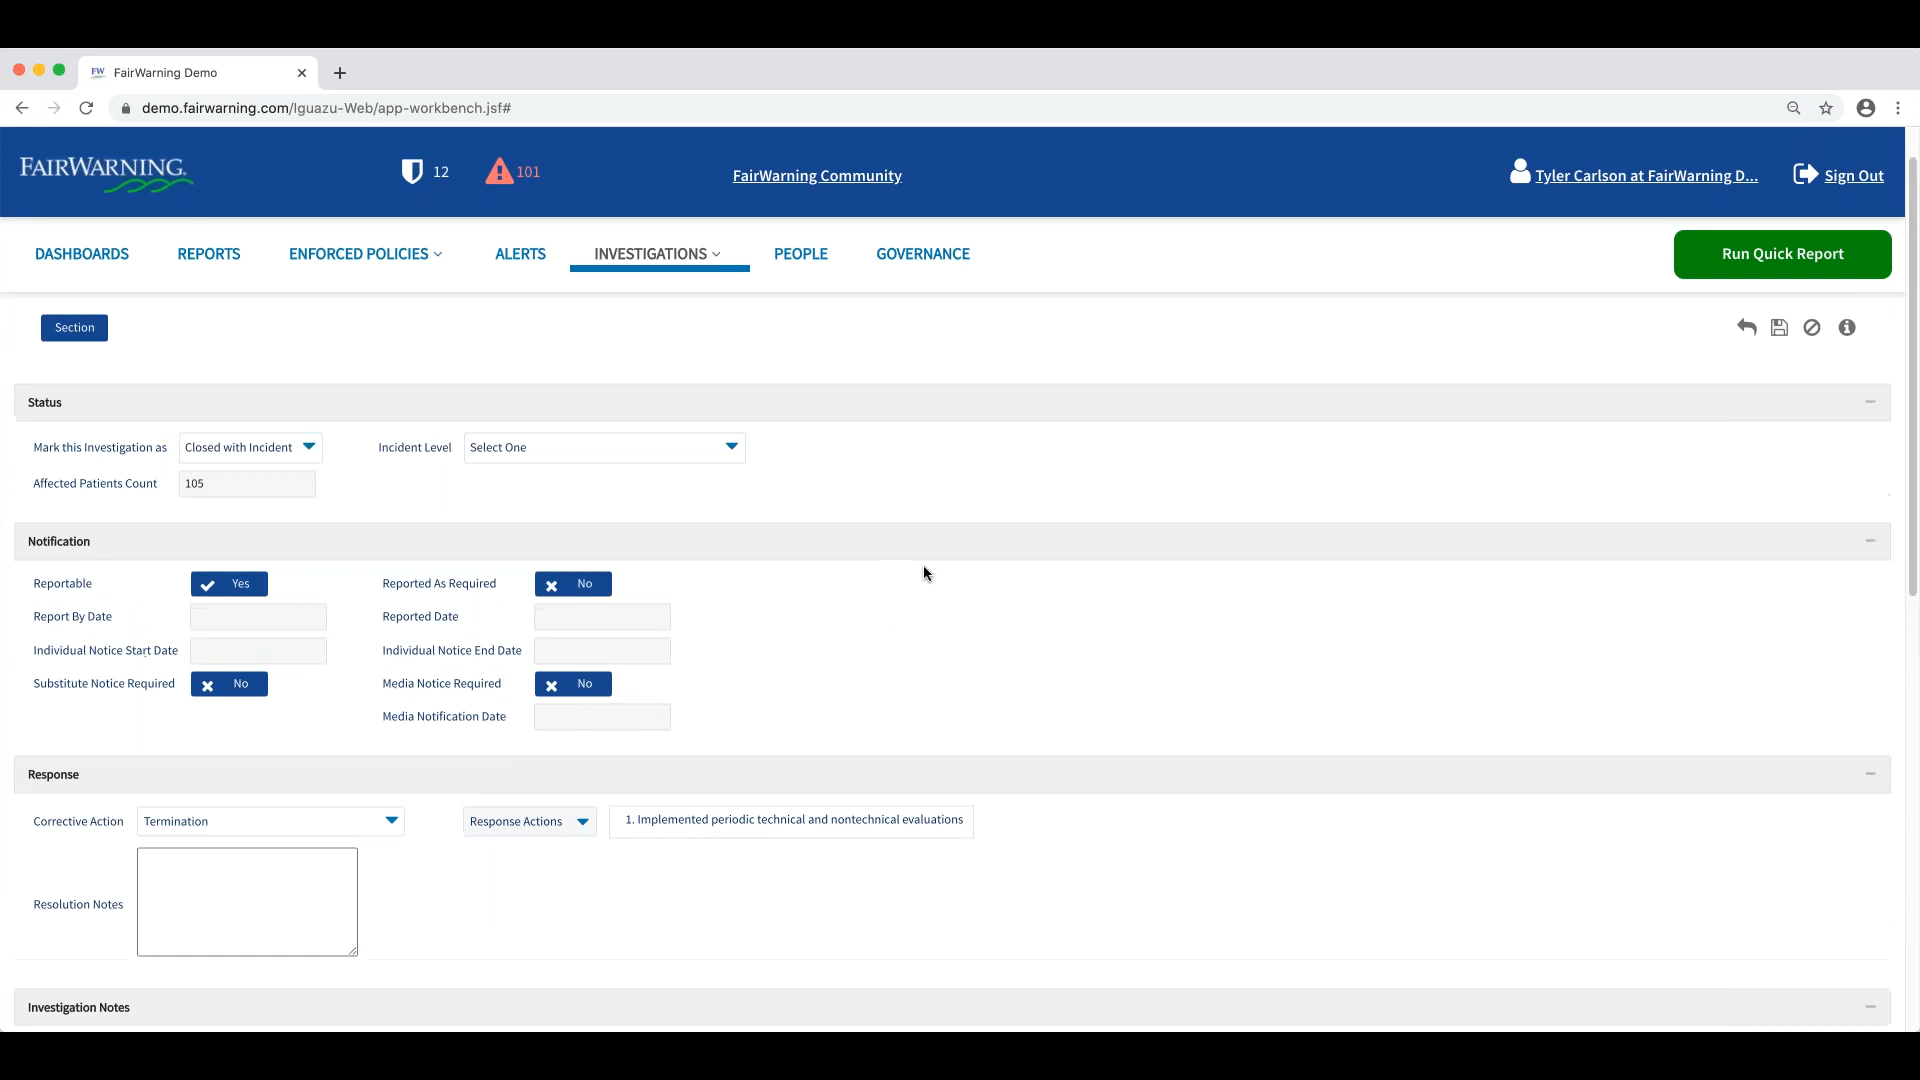 FW FairWarning Demo
demo.fairwarning.com/Iguazu-Web/app-workbench.jsf#
FAIRWARNING. 12 101 FairWarning Community Tyler Carlson at FairWarning D... Sign Out
DASHBOARDS REPORTS ENFORCED POLICIES ALERTS INVESTIGATIONS PEOPLE GOVERNANCE Run Quick Report
Section
Status
Mark this Investigation as Closed with Incident Incident Level Select One
Affected Patients Count 105
Notification
Reportable Yes Reported As Required No
Report By Date Reported Date
Individual Notice Start Date Individual Notice End Date
Substitute Notice Required No Media Notice Required No
Media Notification Date
Response
Corrective Action Termination Response Actions 1. Implemented periodic technical and nontechnical evaluations
Resolution Notes
Investigation Notes